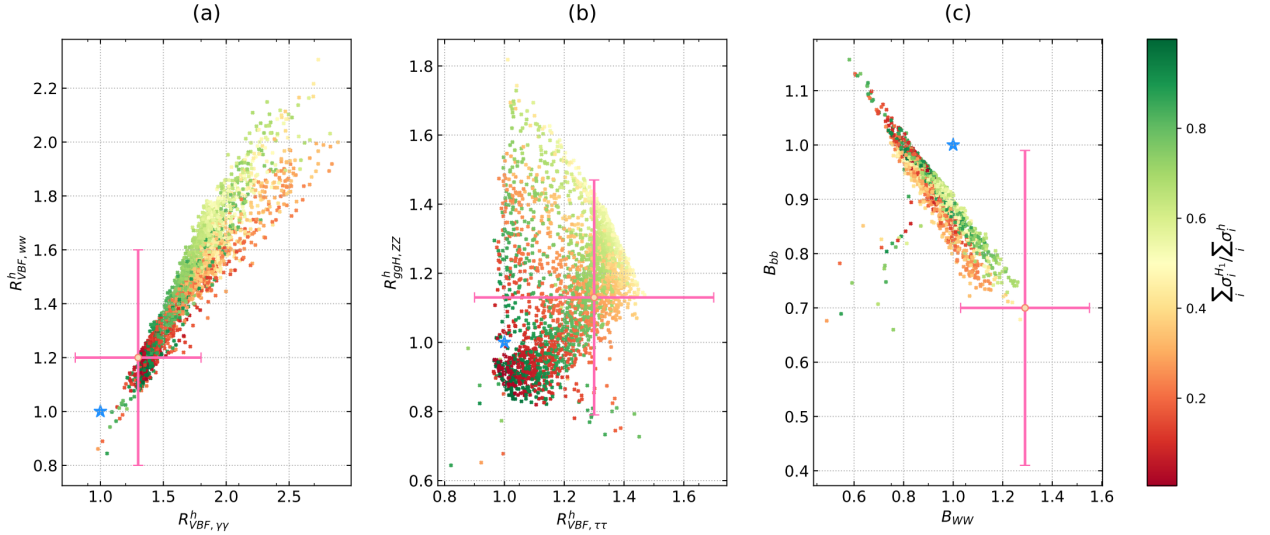 (a)
R^h_{VBF, ww}
2.2
2.0
1.8
1.6
1.4
1.2
1.0
0.8
1.0 1.5 2.0 2.5
R^h_{VBF, γγ}
(b)
R^h_{ggH, ZZ}
1.8
1.6
1.4
1.2
1.0
0.8
0.6
1.0 1.2 1.4 1.6
R^h_{VBF, ττ}
(c)
B_{bb}
1.1
1.0
0.9
0.8
0.7
0.6
0.5
0.4
0.6 0.8 1.0 1.2 1.4 1.6
B_{WW}
0.8
0.6
0.4
0.2
∑_i σ_i^{H_1}/∑_i σ_i^h